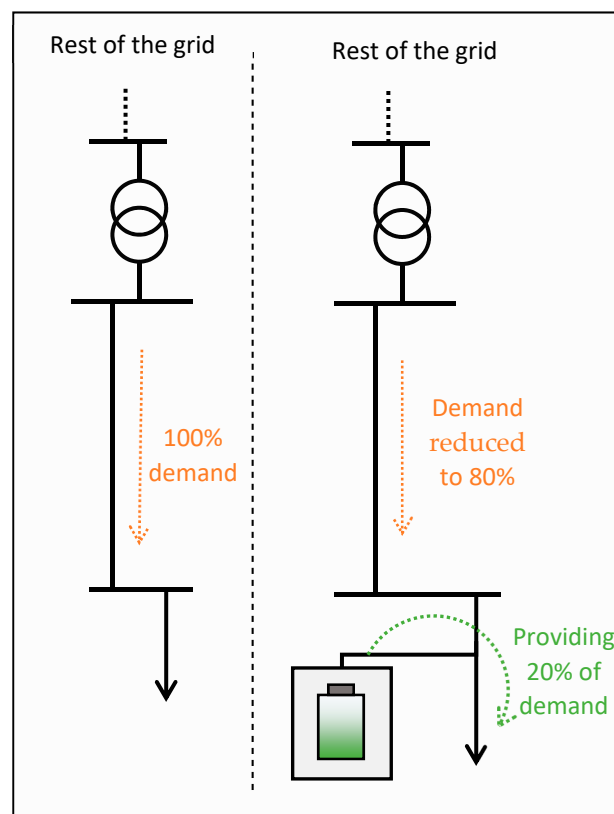 Rest of the grid
100%
demand
Rest of the grid
Demand
reduced
to 80%
Providing
20% of
demand